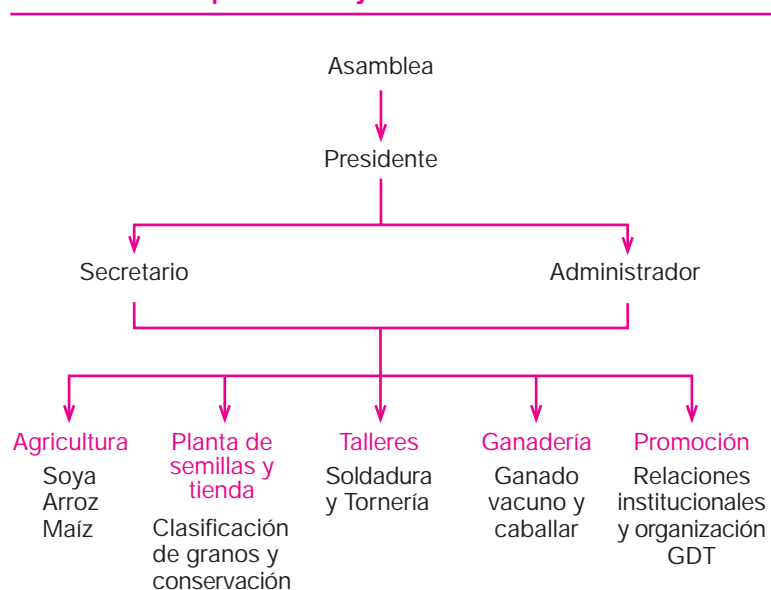 Asamblea
Presidente
Secretario
Administrador
Agricultura
Soya
Arroz
Maíz
Planta de
semillas y
tienda
Clasificación
de granos y
conservación
Talleres
Soldadura
y Tornería
Ganadería
Ganado
vacuno y
caballar
Promoción
Relaciones
institucionales
y organización
GDT